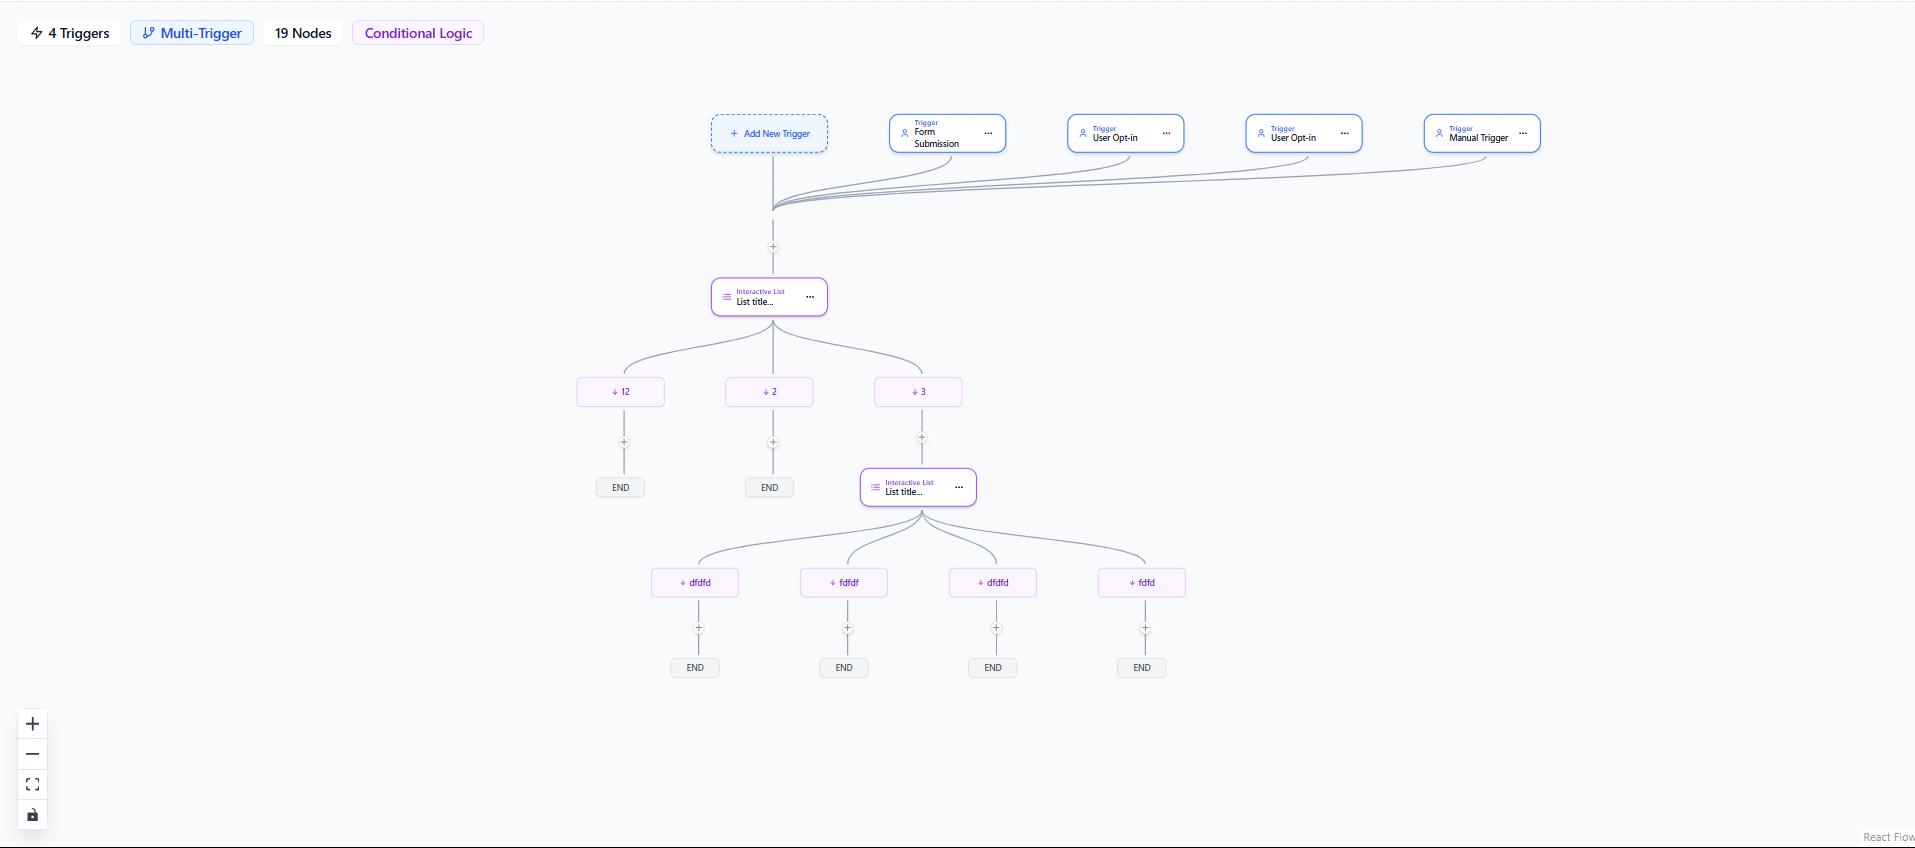 4 Triggers
Multi-Trigger
19 Nodes
Conditional Logic
Add New Trigger
Trigger
Form
Submission
Trigger
User Opt-in
Trigger
User Opt-in
Trigger
Manual Trigger
Interactive List
List title...
12
2
3
END
END
Interactive List
List title...
dfdfd
fdfdf
dfdfd
fdfd
END
END
END
END
React Flow